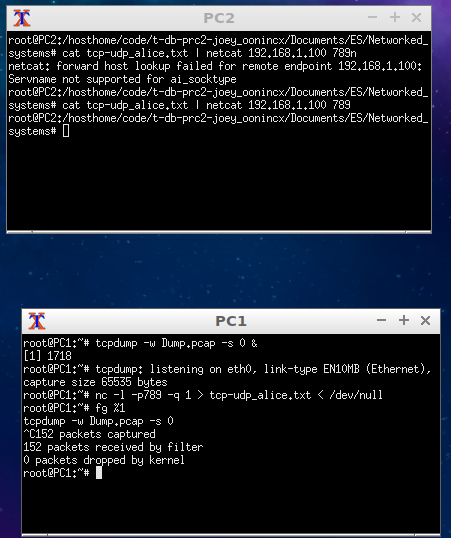 PC2
root@PC2:/hosthome/code/t-db-prc2-joey_oonincx/Documents/ES/Networked_
systems# cat tcp-udp_alice.txt | netcat 192.168.1.100 789n
netcat: forward host lookup failed for remote endpoint 192.168.1.100:
Servname not supported for ai_socktype
root@PC2:/hosthome/code/t-db-prc2-joey_oonincx/Documents/ES/Networked_
systems# cat tcp-udp_alice.txt | netcat 192.168.1.100 789
root@PC2:/hosthome/code/t-db-prc2-joey_oonincx/Documents/ES/Networked_
systems#
PC1
root@PC1:~# tcpdump -w Dump.pcap -s 0 &
[1] 1718
root@PC1:~# tcpdump: listening on eth0, link-type EN10MB (Ethernet),
capture size 65535 bytes
root@PC1:~# nc -l -p789 -q 1 > tcp-udp_alice.txt < /dev/null
root@PC1:~# fg %1
tcpdump -w Dump.pcap -s 0
^C152 packets captured
152 packets received by filter
0 packets dropped by kernel
root@PC1:~#